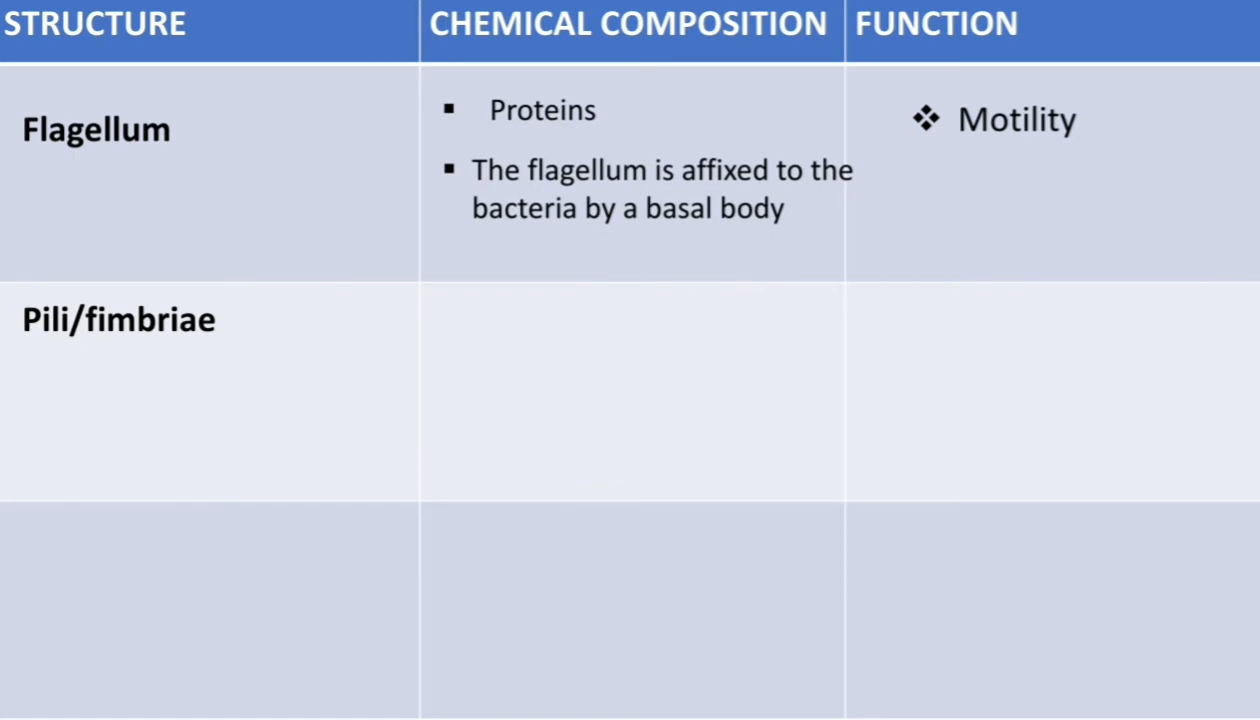 STRUCTURE CHEMICAL COMPOSITION FUNCTION
Flagellum
▪ Proteins
▪ The flagellum is affixed to the
bacteria by a basal body
❖ Motility
Pili/fimbriae